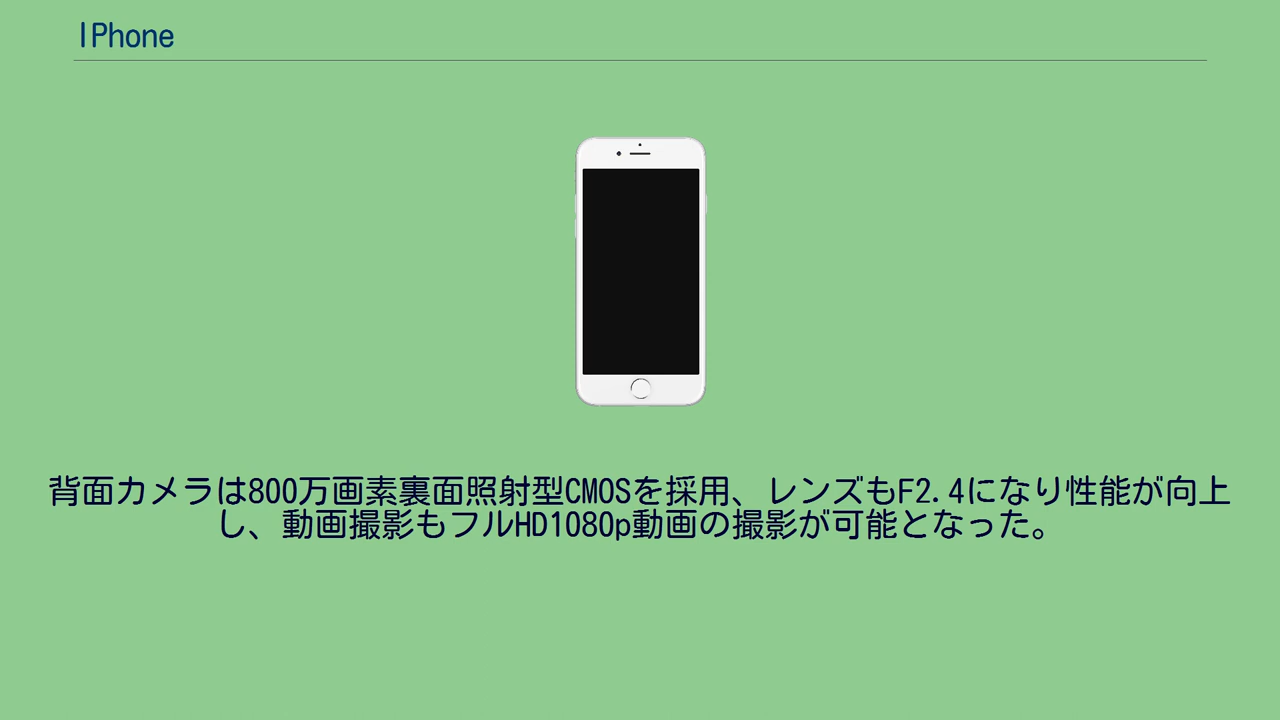 IPhone
背面カメラは800万画素裏面照射型CMOSを採用、レンズもF2.4になり性能が向上
し、動画撮影もフルHD1080p動画の撮影が可能となった。